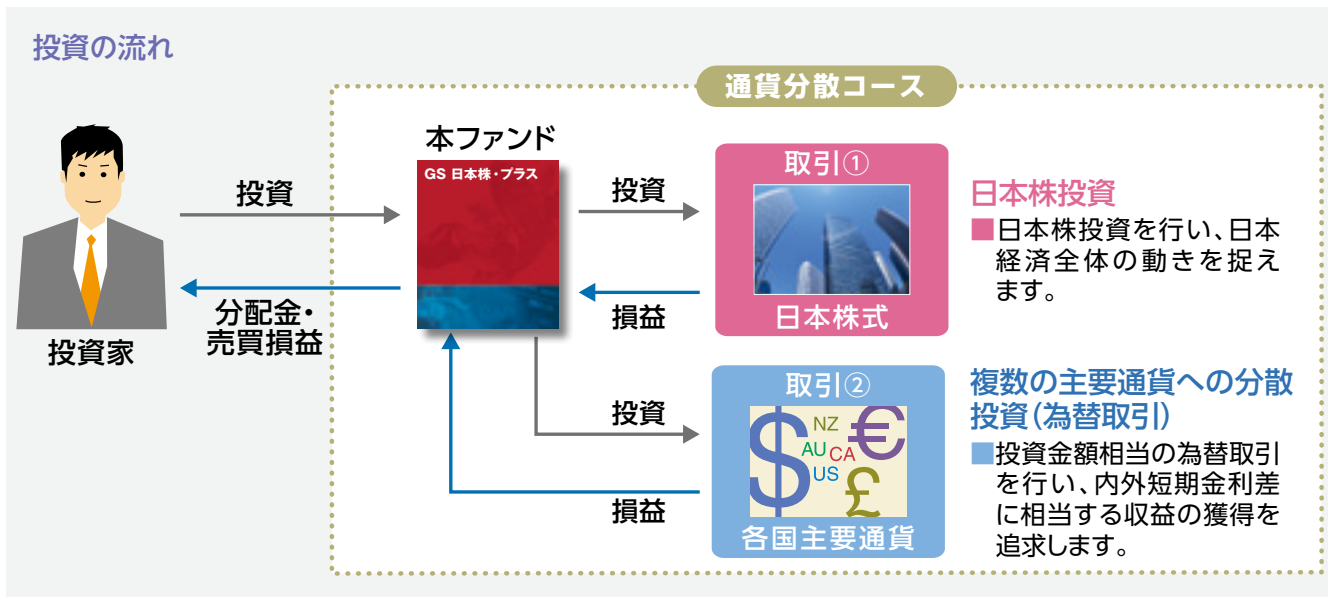 投資の流れ
通貨分散コース
投資家
投資
分配金・
売買損益
本ファンド
GS 日本株・プラス
投資
損益
取引①
日本株式
日本株投資
■日本株投資を行い、日本
経済全体の動きを捉え
ます。
投資
損益
取引②
$ NZ €
AU CA
US £
各国主要通貨
複数の主要通貨への分散
投資（為替取引）
■投資金額相当の為替取引
を行い、内外短期金利差
に相当する収益の獲得を
追求します。